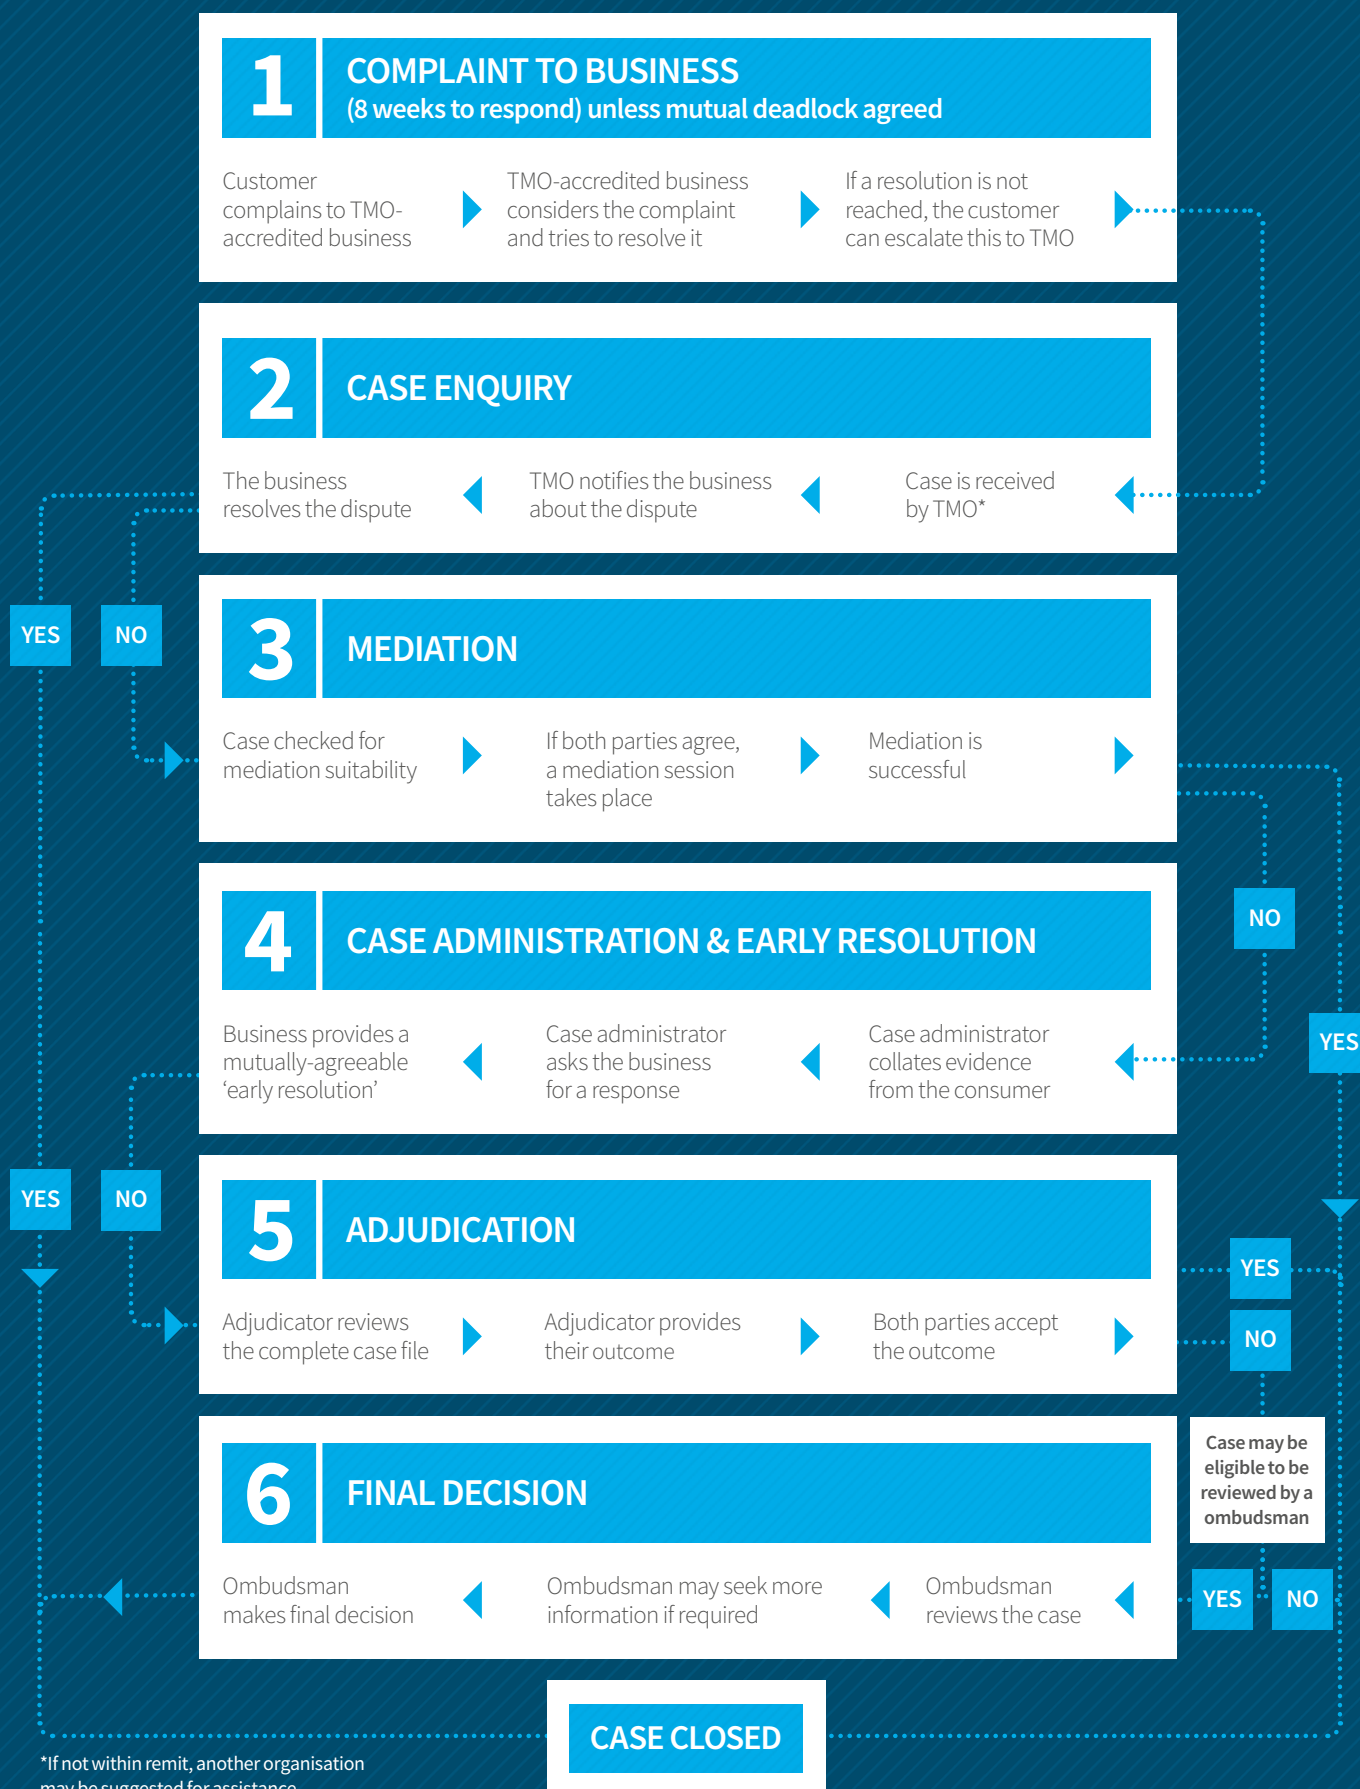 1
COMPLAINT TO BUSINESS
(8 weeks to respond) unless mutual deadlock agreed
Customer
complains to TMO-
accredited business
TMO-accredited business
considers the complaint
and tries to resolve it
If a resolution is not
reached, the customer
can escalate this to TMO
2
CASE ENQUIRY
The business
resolves the dispute
TMO notifies the business
about the dispute
Case is received
by TMO*
YES
NO
3
MEDIATION
Case checked for
mediation suitability
If both parties agree,
a mediation session
takes place
Mediation is
successful
NO
YES
4
CASE ADMINISTRATION & EARLY RESOLUTION
Business provides a
mutually-agreeable
‘early resolution’
Case administrator
asks the business
for a response
Case administrator
collates evidence
from the consumer
YES
NO
5
ADJUDICATION
Adjudicator reviews
the complete case file
Adjudicator provides
their outcome
Both parties accept
the outcome
YES
NO
Case may be
eligible to be
reviewed by a
ombudsman
YES
NO
6
FINAL DECISION
Ombudsman
makes final decision
Ombudsman may seek more
information if required
Ombudsman
reviews the case
CASE CLOSED
*If not within remit, another organisation
may be suggested for assistance